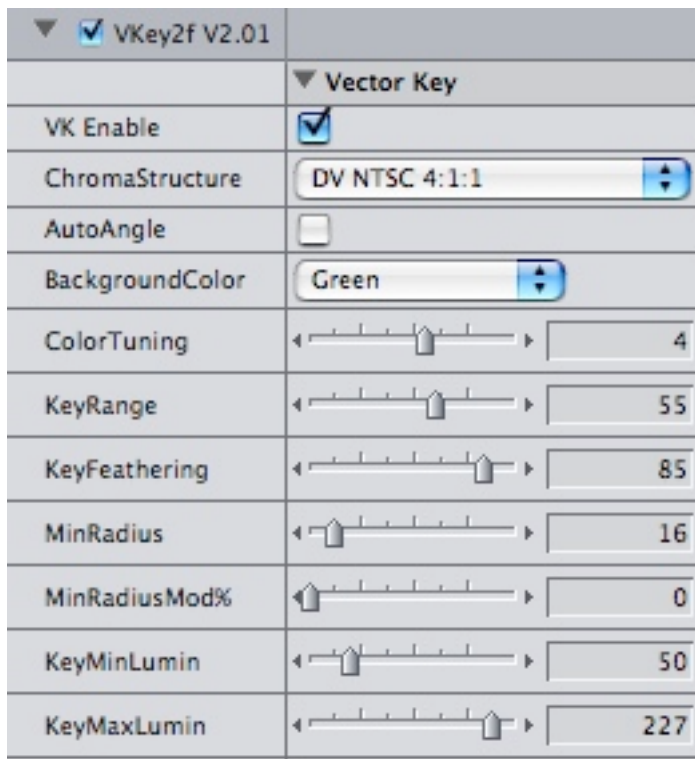 VKey2f V2.01
Vector Key
VK Enable
ChromaStructure DV NTSC 4:1:1
AutoAngle
BackgroundColor Green
ColorTuning 4
KeyRange 55
KeyFeathering 85
MinRadius 16
MinRadiusMod% 0
KeyMinLumin 50
KeyMaxLumin 227